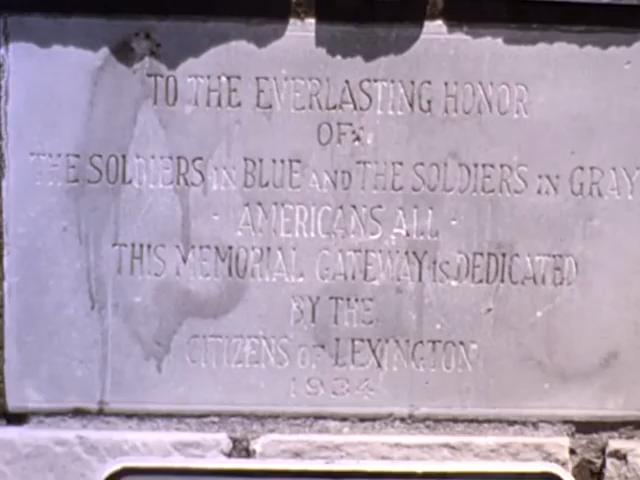 TO THE EVERLASTING HONOR
OF
THE SOLDIERS IN BLUE AND THE SOLDIERS IN GRAY
- AMERICANS ALL -
THIS MEMORIAL GATEWAY IS DEDICATED
BY THE
CITIZENS OF LEXINGTON
1934